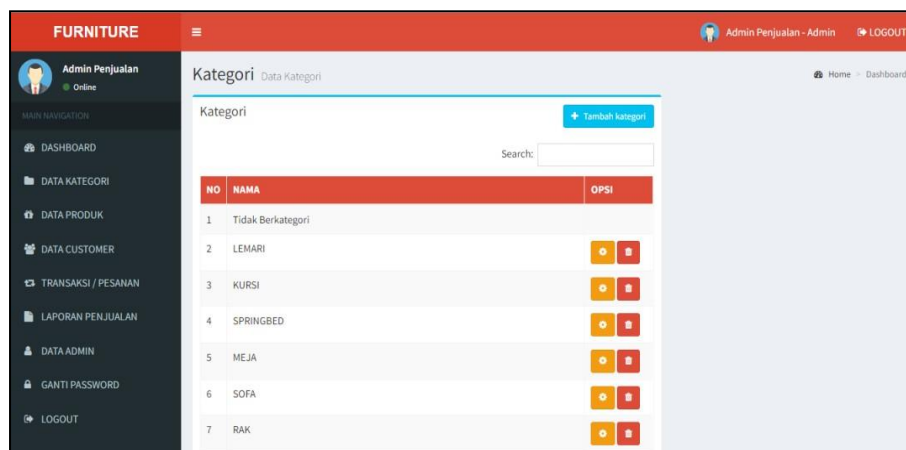 FURNITURE
Admin Penjualan - Admin
LOGOUT
Admin Penjualan
Online
MAIN NAVIGATION
DASHBOARD
DATA KATEGORI
DATA PRODUK
DATA CUSTOMER
TRANSAKSI / PESANAN
LAPORAN PENJUALAN
DATA ADMIN
GANTI PASSWORD
LOGOUT
Kategori Data Kategori
Home > Dashboard
Kategori
+ Tambah kategori
Search:
NO NAMA OPSI
1 Tidak Berkategori
2 LEMARI
3 KURSI
4 SPRINGBED
5 MEJA
6 SOFA
7 RAK